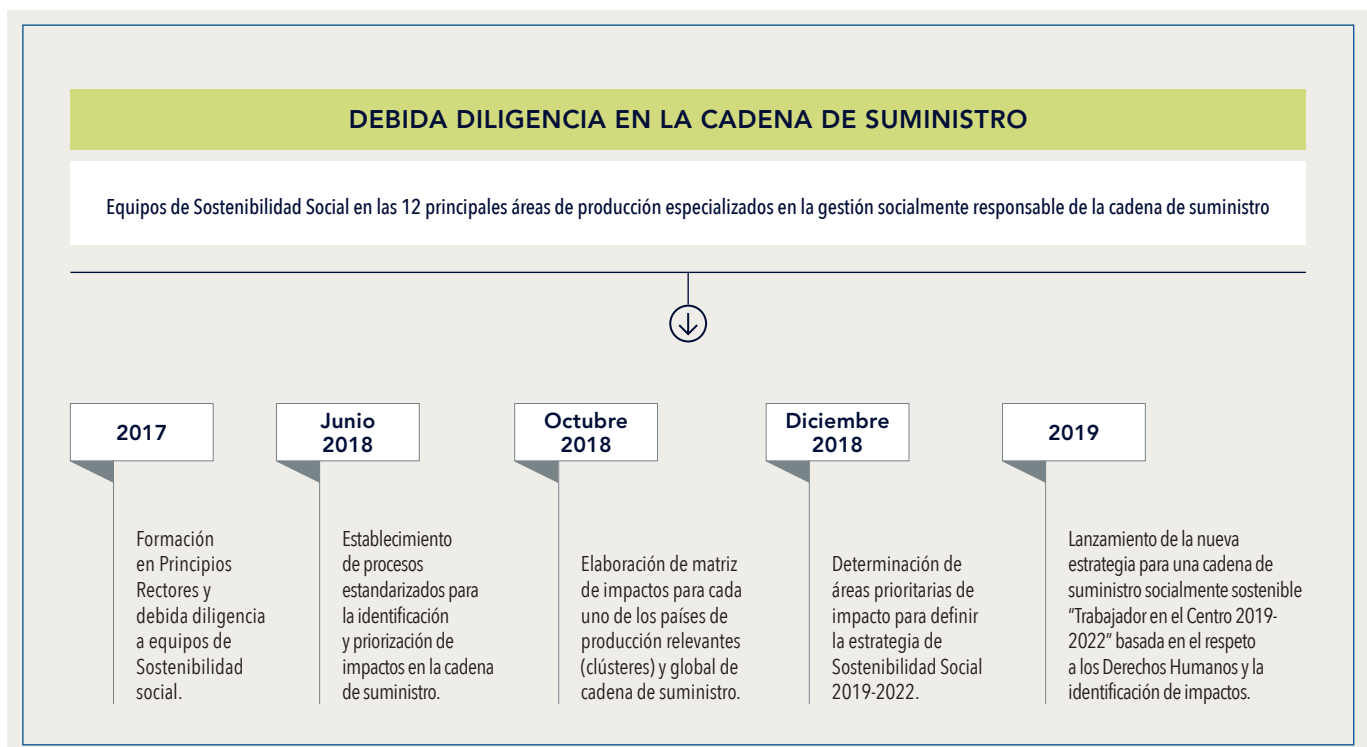 DEBIDA DILIGENCIA EN LA CADENA DE SUMINISTRO
Equipos de Sostenibilidad Social en las 12 principales áreas de producción especializados en la gestión socialmente responsable de la cadena de suministro
2017
Formación
en Principios
Rectores y
debida diligencia
a equipos de
Sostenibilidad
social.
Junio
2018
Establecimiento
de procesos
estandarizados para
la identificación
y priorización de
impactos en la cadena
de suministro.
Octubre
2018
Elaboración de matriz
de impactos para cada
uno de los países de
producción relevantes
(clústeres) y global de
cadena de suministro.
Diciembre
2018
Determinación de
áreas prioritarias de
impacto para definir
la estrategia de
Sostenibilidad Social
2019-2022.
2019
Lanzamiento de la nueva
estrategia para una cadena de
suministro socialmente sostenible
"Trabajador en el Centro 2019-
2022" basada en el respeto
a los Derechos Humanos y la
identificación de impactos.